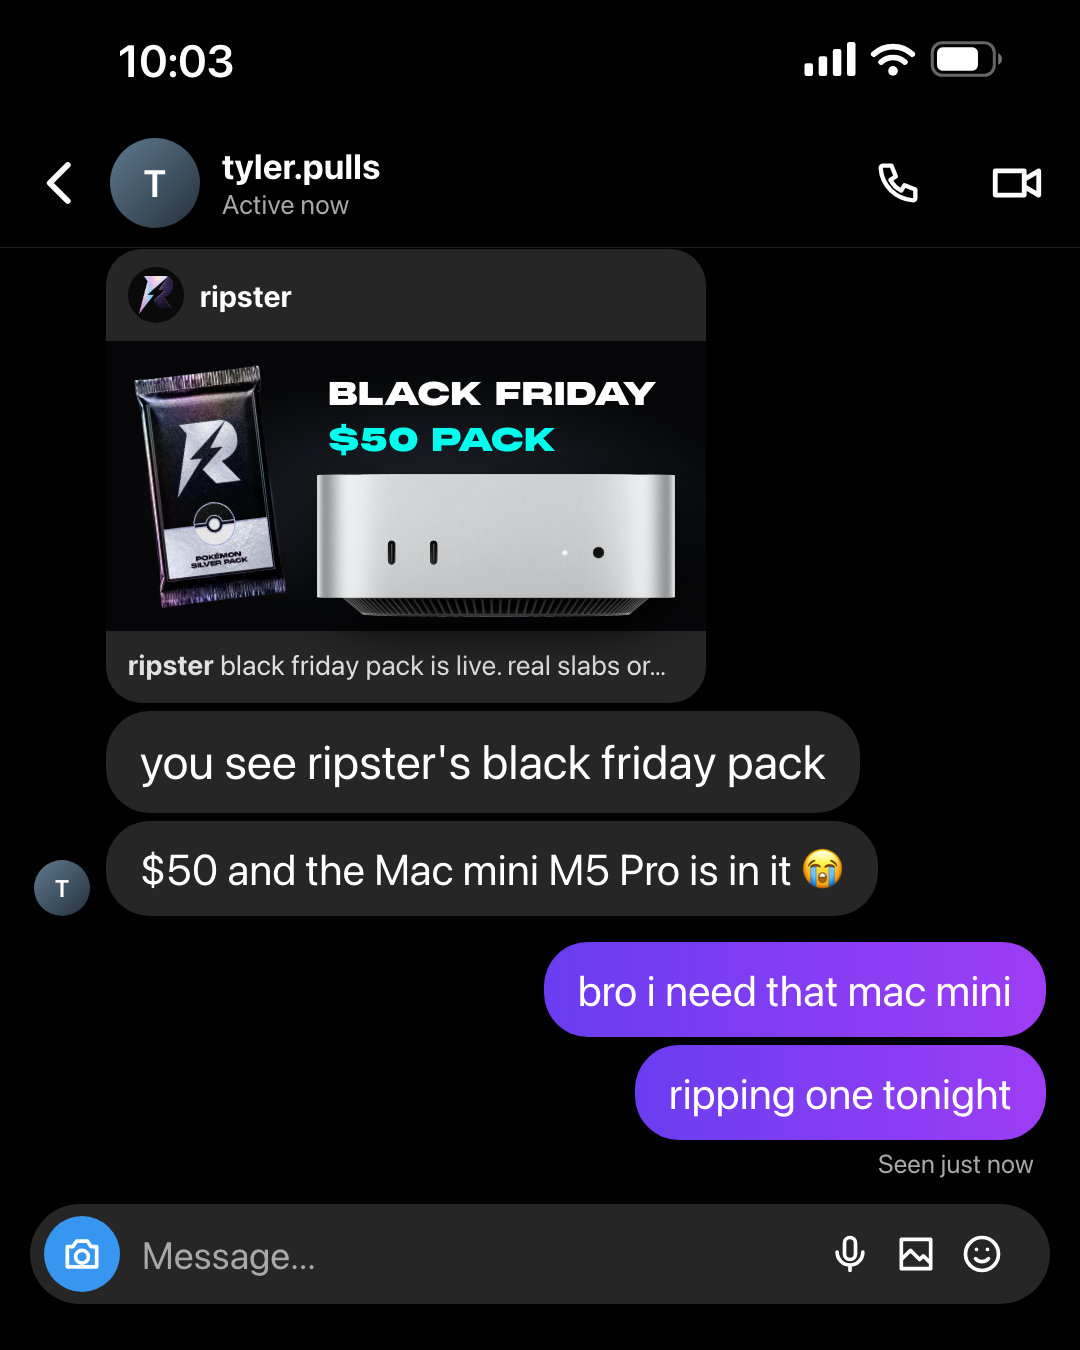 10:03
T
tyler.pulls
Active now
ripster
BLACK FRIDAY
$50 PACK
R
POKÉMON
SILVER PACK
ripster black friday pack is live. real slabs or...
you see ripster's black friday pack
$50 and the Mac mini M5 Pro is in it 😭
T
bro i need that mac mini
ripping one tonight
Seen just now
Message...